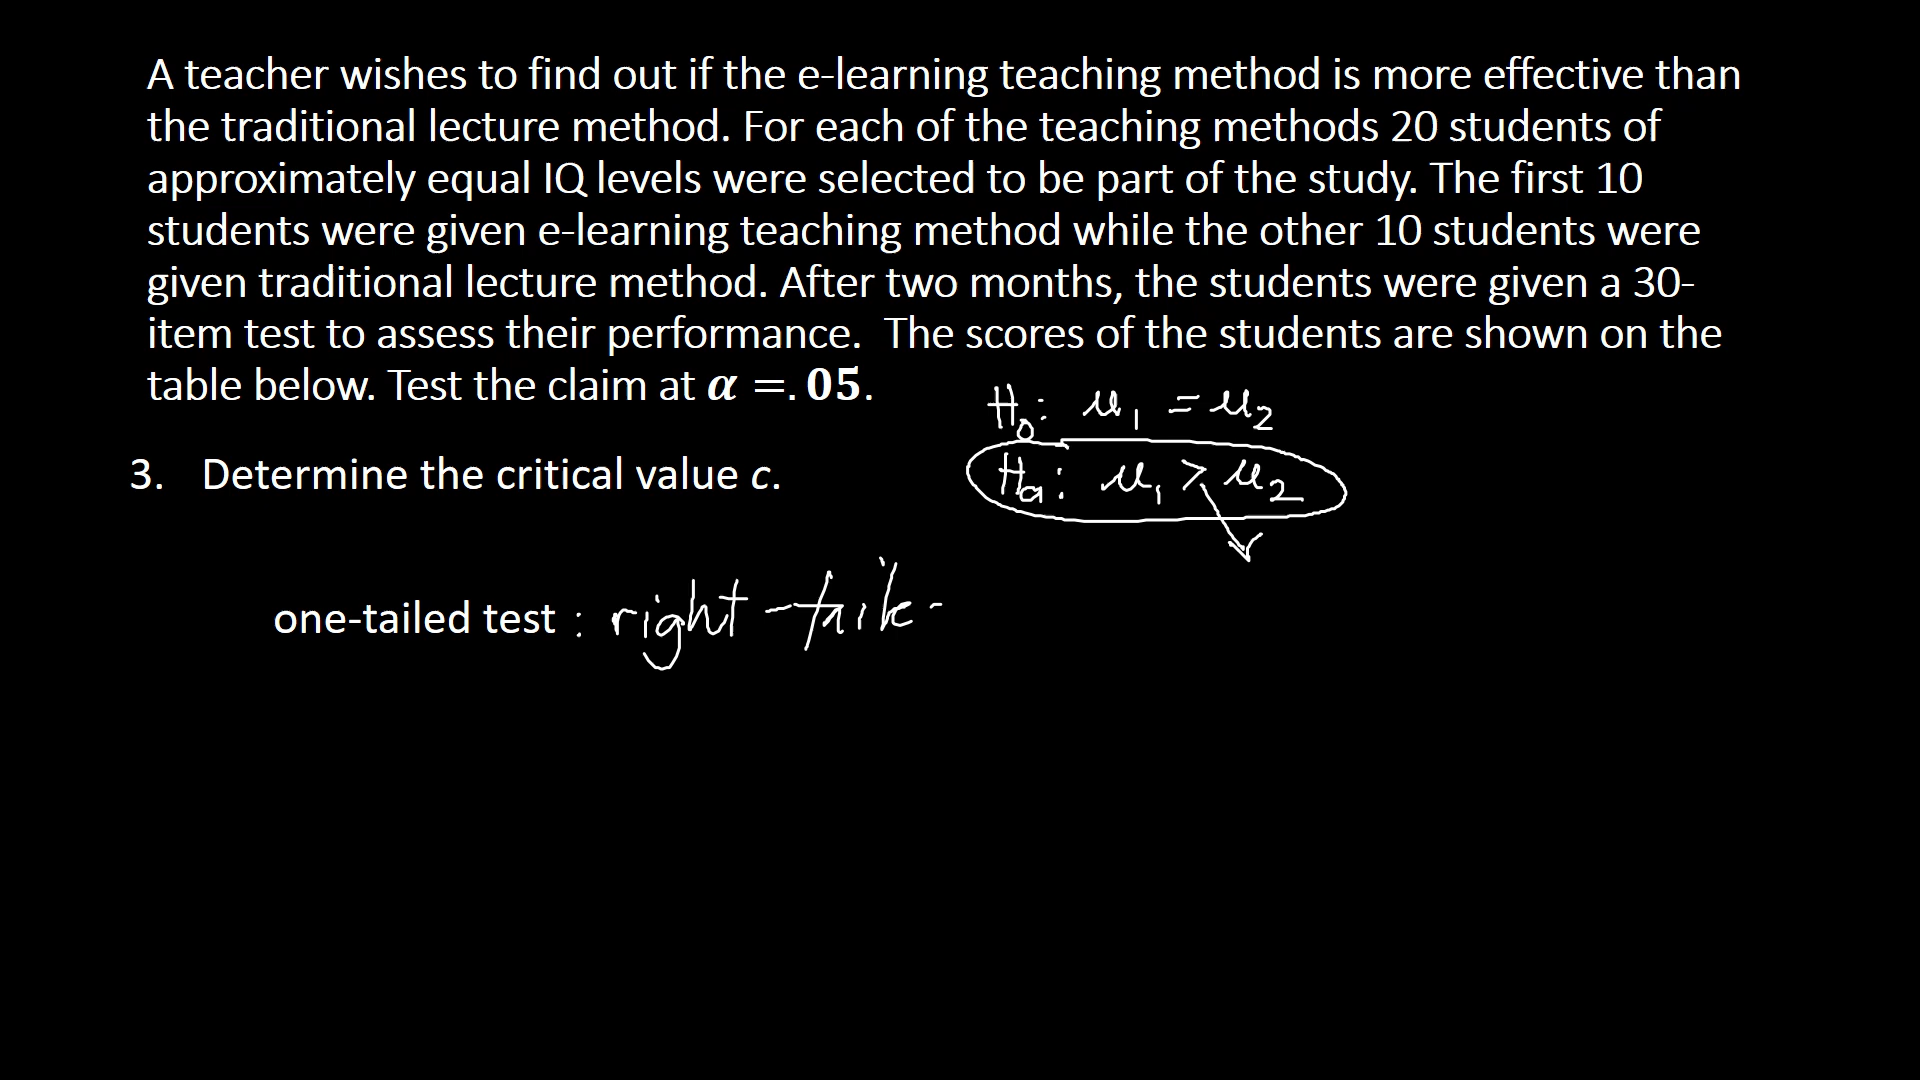 A teacher wishes to find out if the e-learning teaching method is more effective than
the traditional lecture method. For each of the teaching methods 20 students of
approximately equal IQ levels were selected to be part of the study. The first 10
students were given e-learning teaching method while the other 10 students were
given traditional lecture method. After two months, the students were given a 30-
item test to assess their performance. The scores of the students are shown on the
table below. Test the claim at α =. 05.
H₀: μ₁ = μ₂
3. Determine the critical value c.
Hₐ: μ₁ > μ₂
one-tailed test : right-taile-